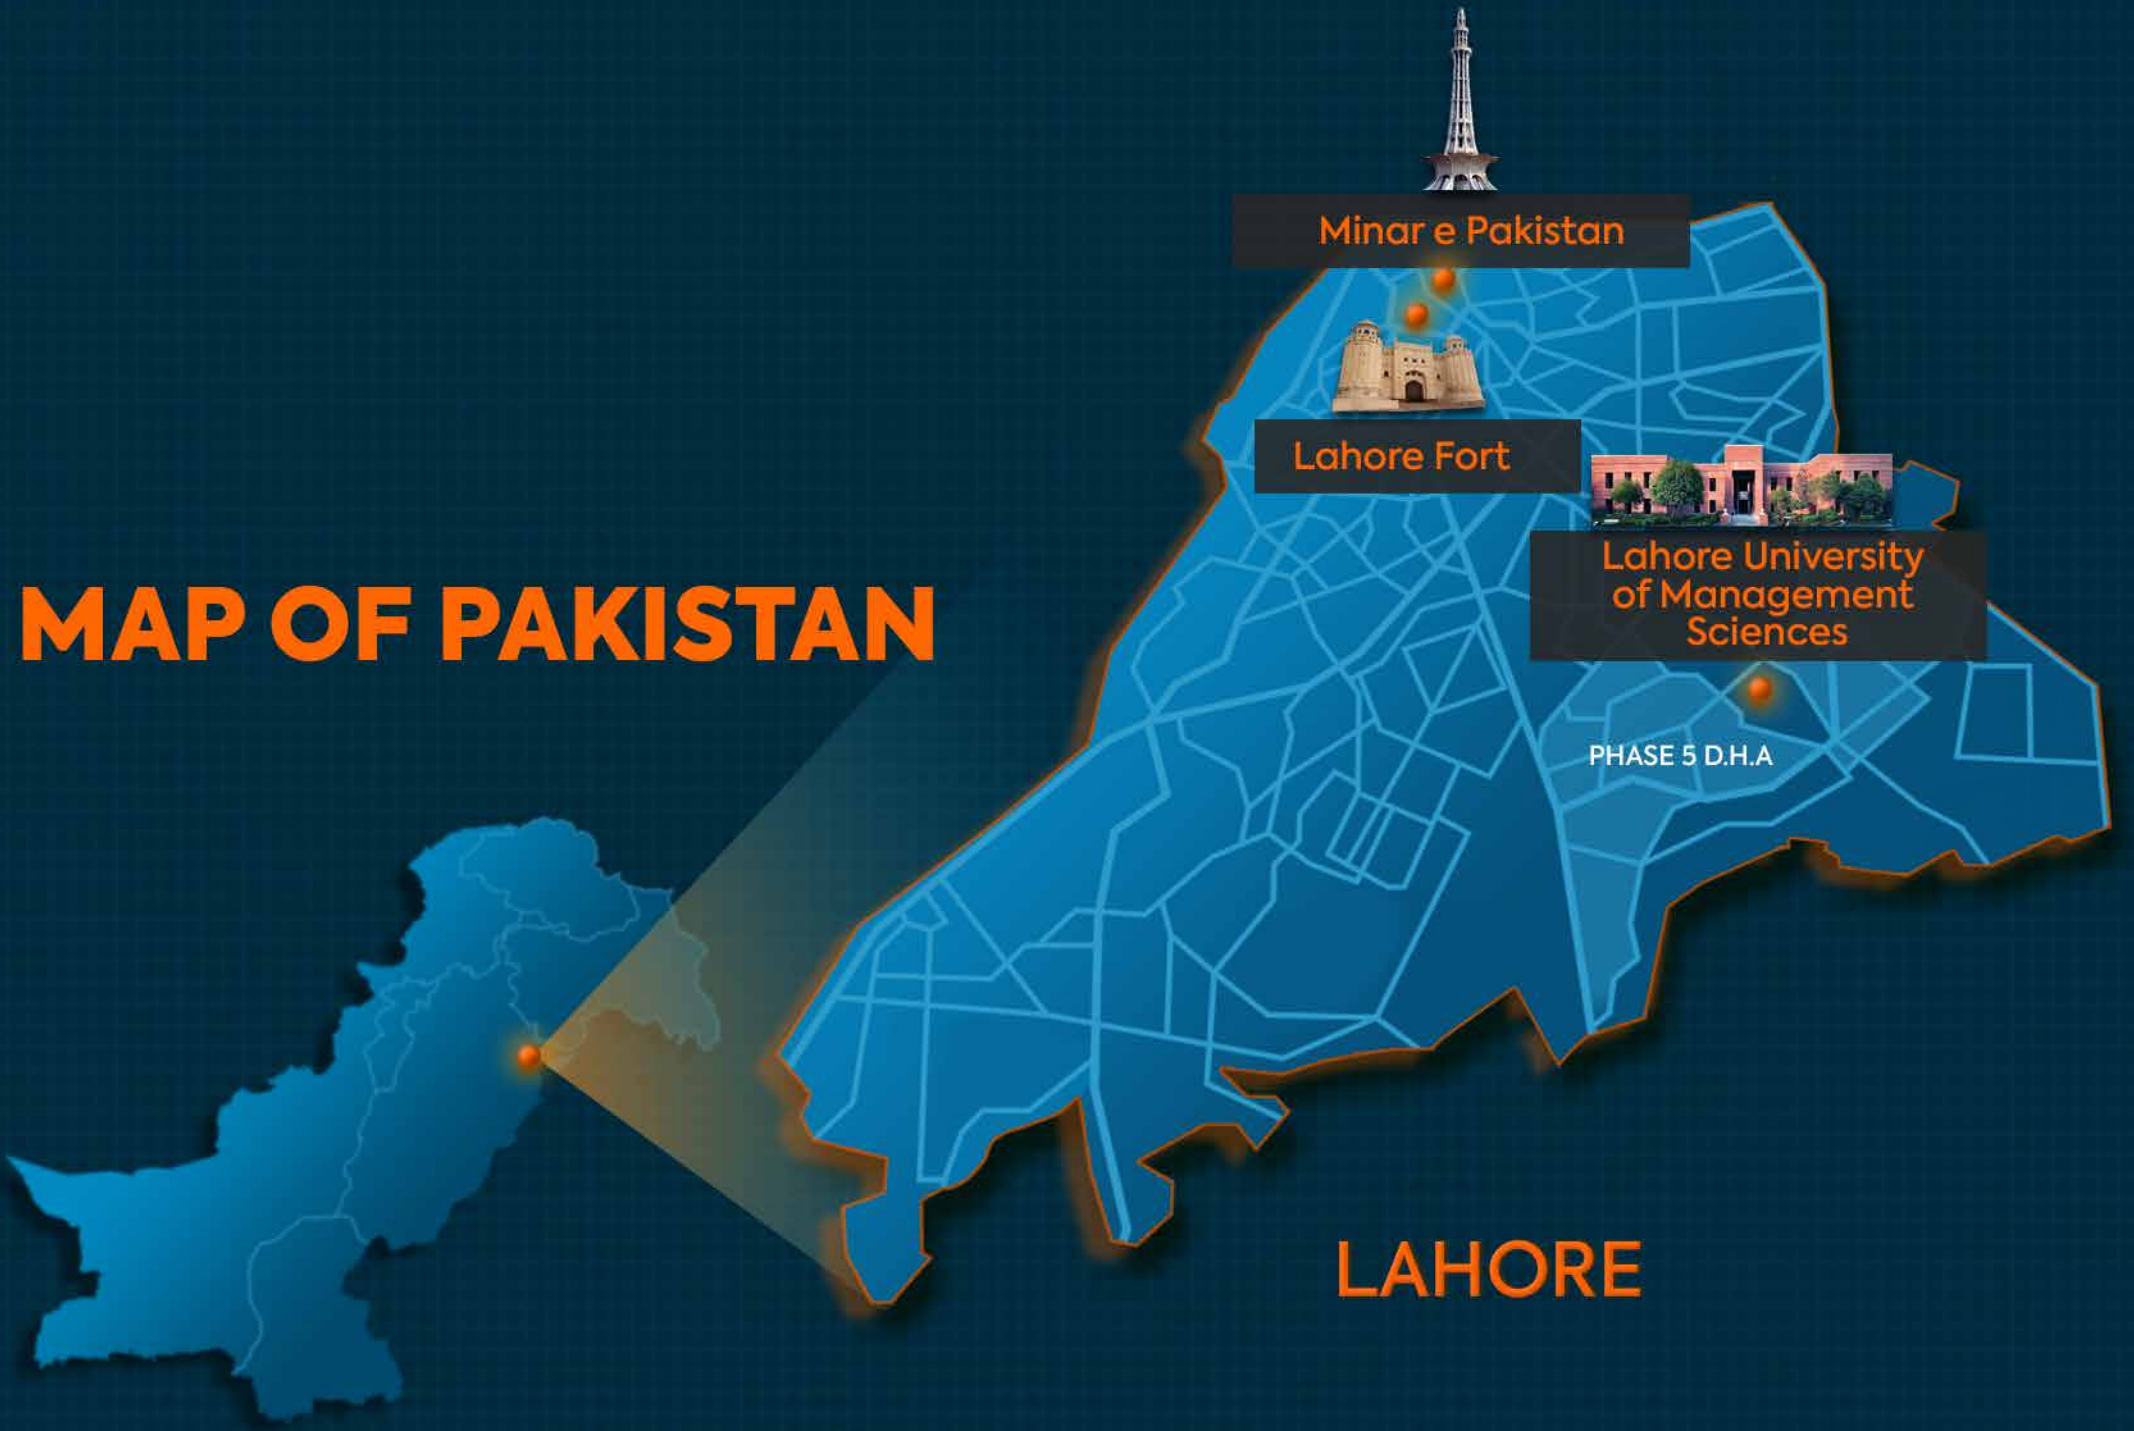 Minar e Pakistan
Lahore Fort
Lahore University
of Management
Sciences
MAP OF PAKISTAN
PHASE 5 D.H.A
LAHORE